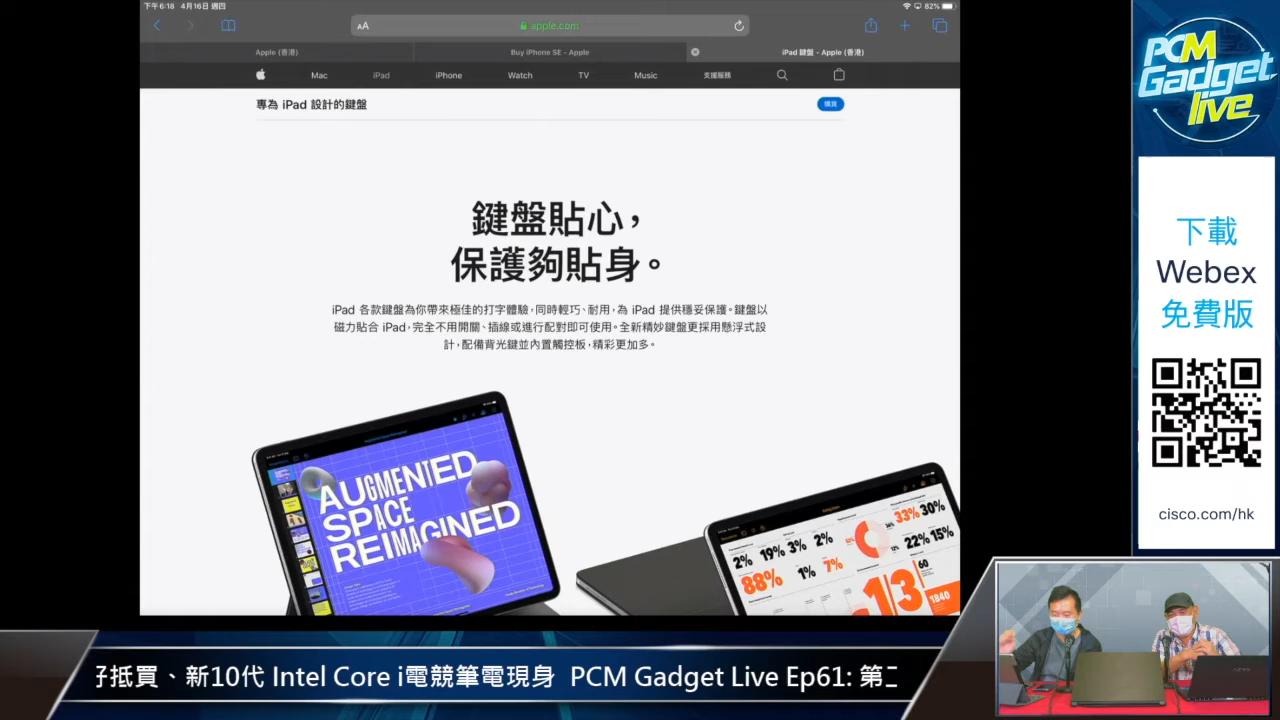 下午6:18 4月16日 週四
82%
AA
apple.com
Apple (香港)
Buy iPhone SE - Apple
iPad 鍵盤 - Apple (香港)
Mac
iPad
iPhone
Watch
TV
Music
支援服務
專為 iPad 設計的鍵盤
購買
鍵盤貼心，
保護夠貼身。
iPad 各款鍵盤為你帶來極佳的打字體驗，同時輕巧、耐用，為 iPad 提供穩妥保護。鍵盤以
磁力貼合 iPad，完全不用開關、插線或進行配對即可使用。全新精妙鍵盤更採用懸浮式設
計，配備背光鍵並內置觸控板，精彩更加多。
AUGMENTED
SPACE
REIMAGINED
2% 19% 3% 2%
33% 30%
88% 1% 7%
22% 15%
60
1/3
1840
PCM
Gadget
live
下載
Webex
免費版
cisco.com/hk
抵買、新10代 Intel Core i電競筆電現身 PCM Gadget Live Ep61: 第